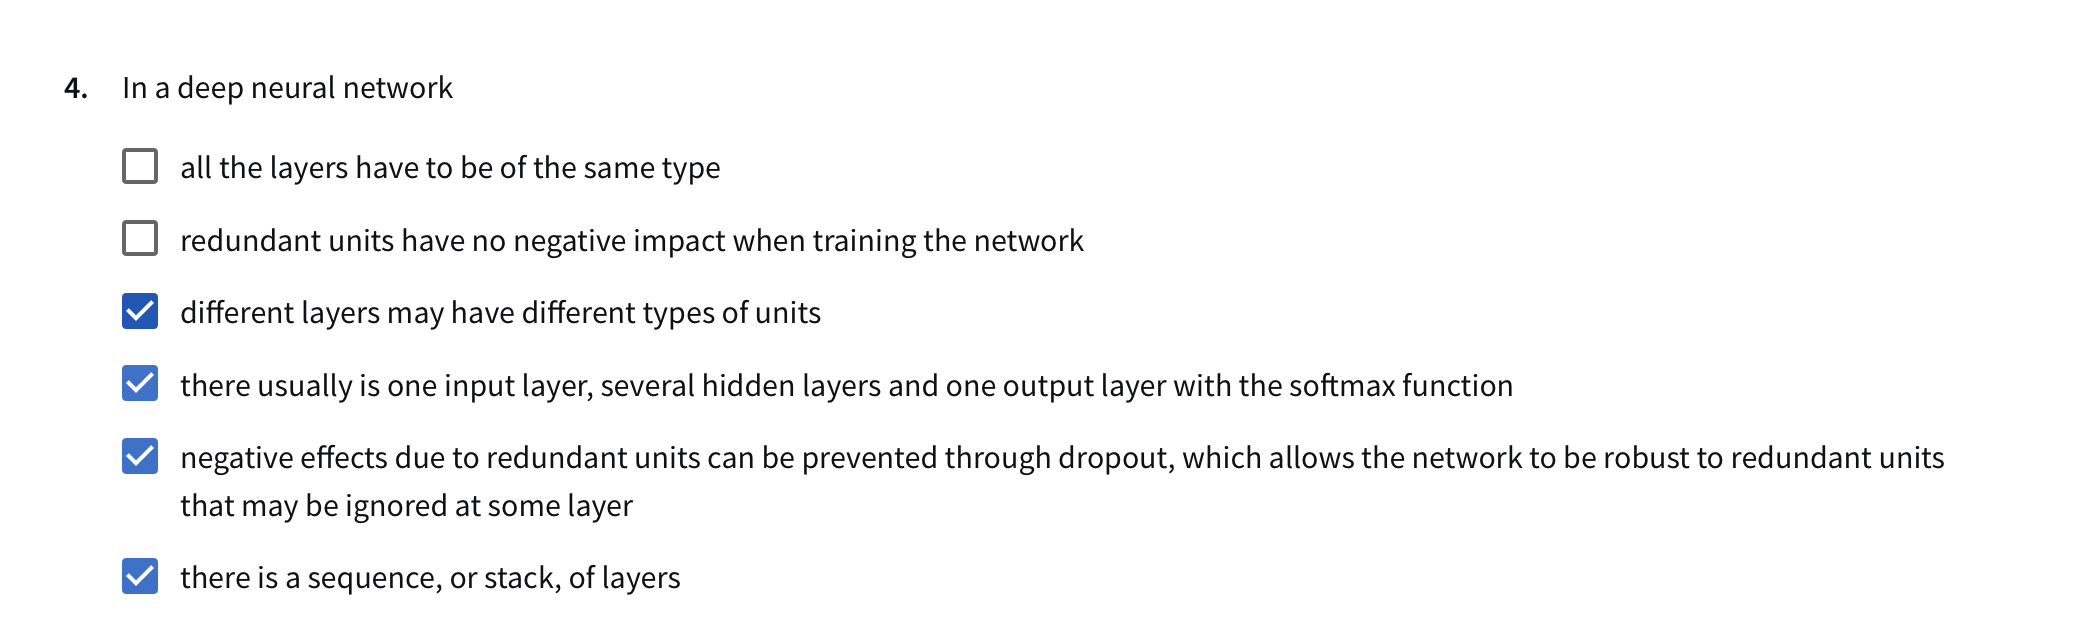 4. In a deep neural network
all the layers have to be of the same type
redundant units have no negative impact when training the network
different layers may have different types of units
there usually is one input layer, several hidden layers and one output layer with the softmax function
negative effects due to redundant units can be prevented through dropout, which allows the network to be robust to redundant units
that may be ignored at some layer
there is a sequence, or stack, of layers